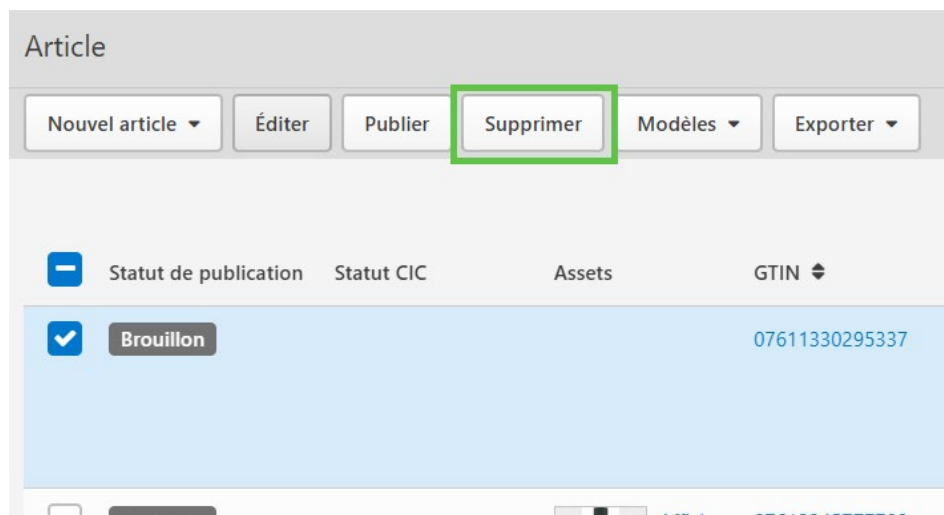 Article
Nouvel article Éditer Publier Supprimer Modèles Exporter
Statut de publication Statut CIC Assets GTIN
Brouillon 07611330295337